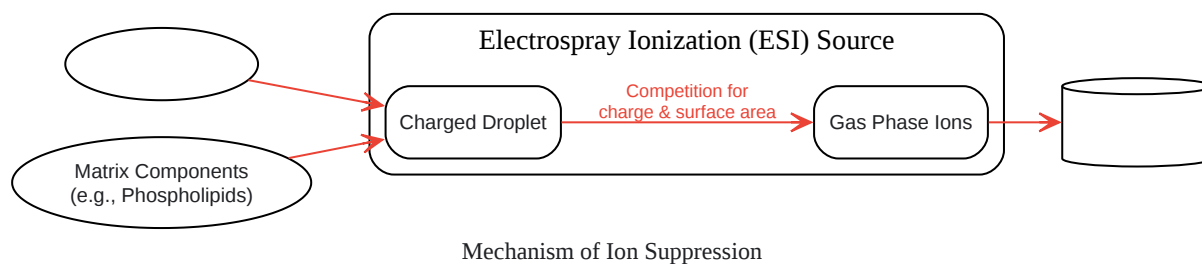 Electrospray Ionization (ESI) Source
Competition for
charge & surface area
Charged Droplet
Gas Phase Ions
Matrix Components
(e.g., Phospholipids)
Mechanism of Ion Suppression